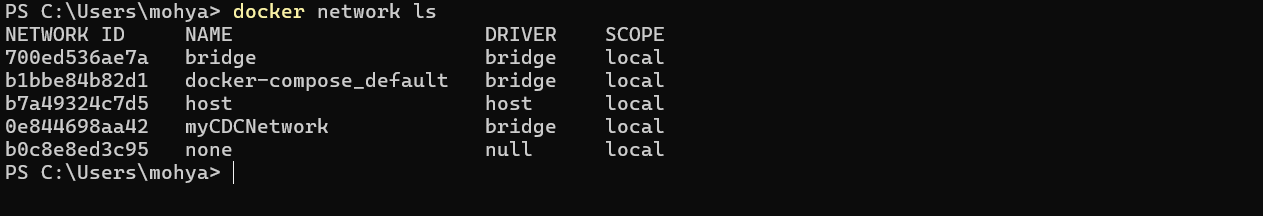 PS C:\Users\mohya> docker network ls
NETWORK ID     NAME                     DRIVER    SCOPE
700ed536ae7a   bridge                   bridge    local
b1bbe84b82d1   docker-compose_default   bridge    local
b7a49324c7d5   host                     host      local
0e844698aa42   myCDCNetwork             bridge    local
b0c8e8ed3c95   none                     null      local
PS C:\Users\mohya>